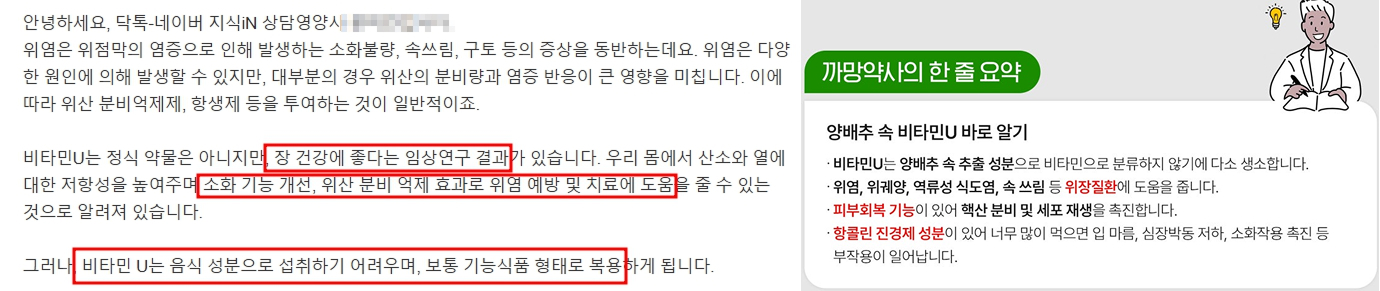 안녕하세요, 닥톡-네이버 지식iN 상담영양사
위염은 위점막의 염증으로 인해 발생하는 소화불량, 속쓰림, 구토 등의 증상을 동반하는데요. 위염은 다양
한 원인에 의해 발생할 수 있지만, 대부분의 경우 위산의 분비량과 염증 반응이 큰 영향을 미칩니다. 이에
따라 위산 분비억제제, 항생제 등을 투여하는 것이 일반적이죠.
비타민U는 정식 약물은 아니지만, 장 건강에 좋다는 임상연구 결과가 있습니다. 우리 몸에서 산소와 열에
대한 저항성을 높여주며 소화 기능 개선, 위산 분비 억제 효과로 위염 예방 및 치료에 도움을 줄 수 있는
것으로 알려져 있습니다.
그러나, 비타민 U는 음식 성분으로 섭취하기 어려우며, 보통 기능식품 형태로 복용하게 됩니다.
까망약사의 한 줄 요약
양배추 속 비타민U 바로 알기
· 비타민U는 양배추 속 추출 성분으로 비타민으로 분류하지 않기에 다소 생소합니다.
· 위염, 위궤양, 역류성 식도염, 속 쓰림 등 위장질환에 도움을 줍니다.
· 피부회복 기능이 있어 핵산 분비 및 세포 재생을 촉진합니다.
· 항콜린 진경제 성분이 있어 너무 많이 먹으면 입 마름, 심장박동 저하, 소화작용 촉진 등
부작용이 일어납니다.